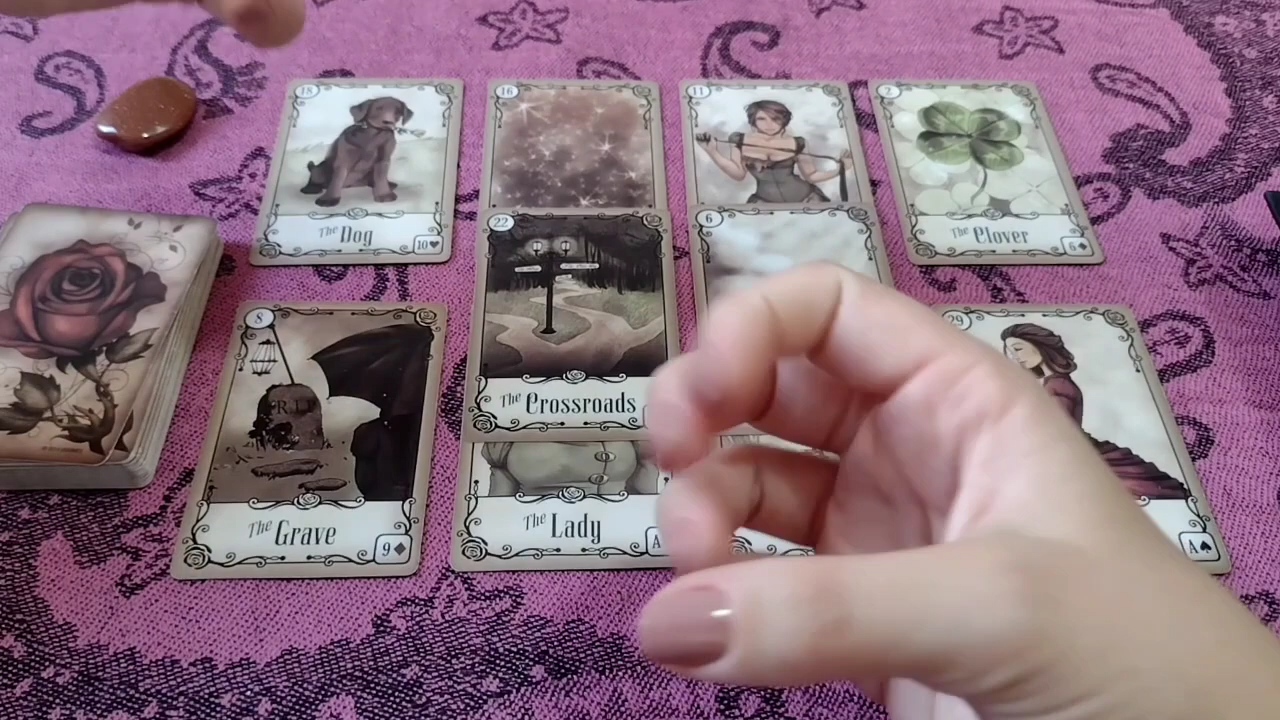 18
16
11
2
The Dog
10♥
The Clover
6♦
22
6
The Crossroads
8
R.I.P
29
The Grave
9♦
The Lady
A
A♠